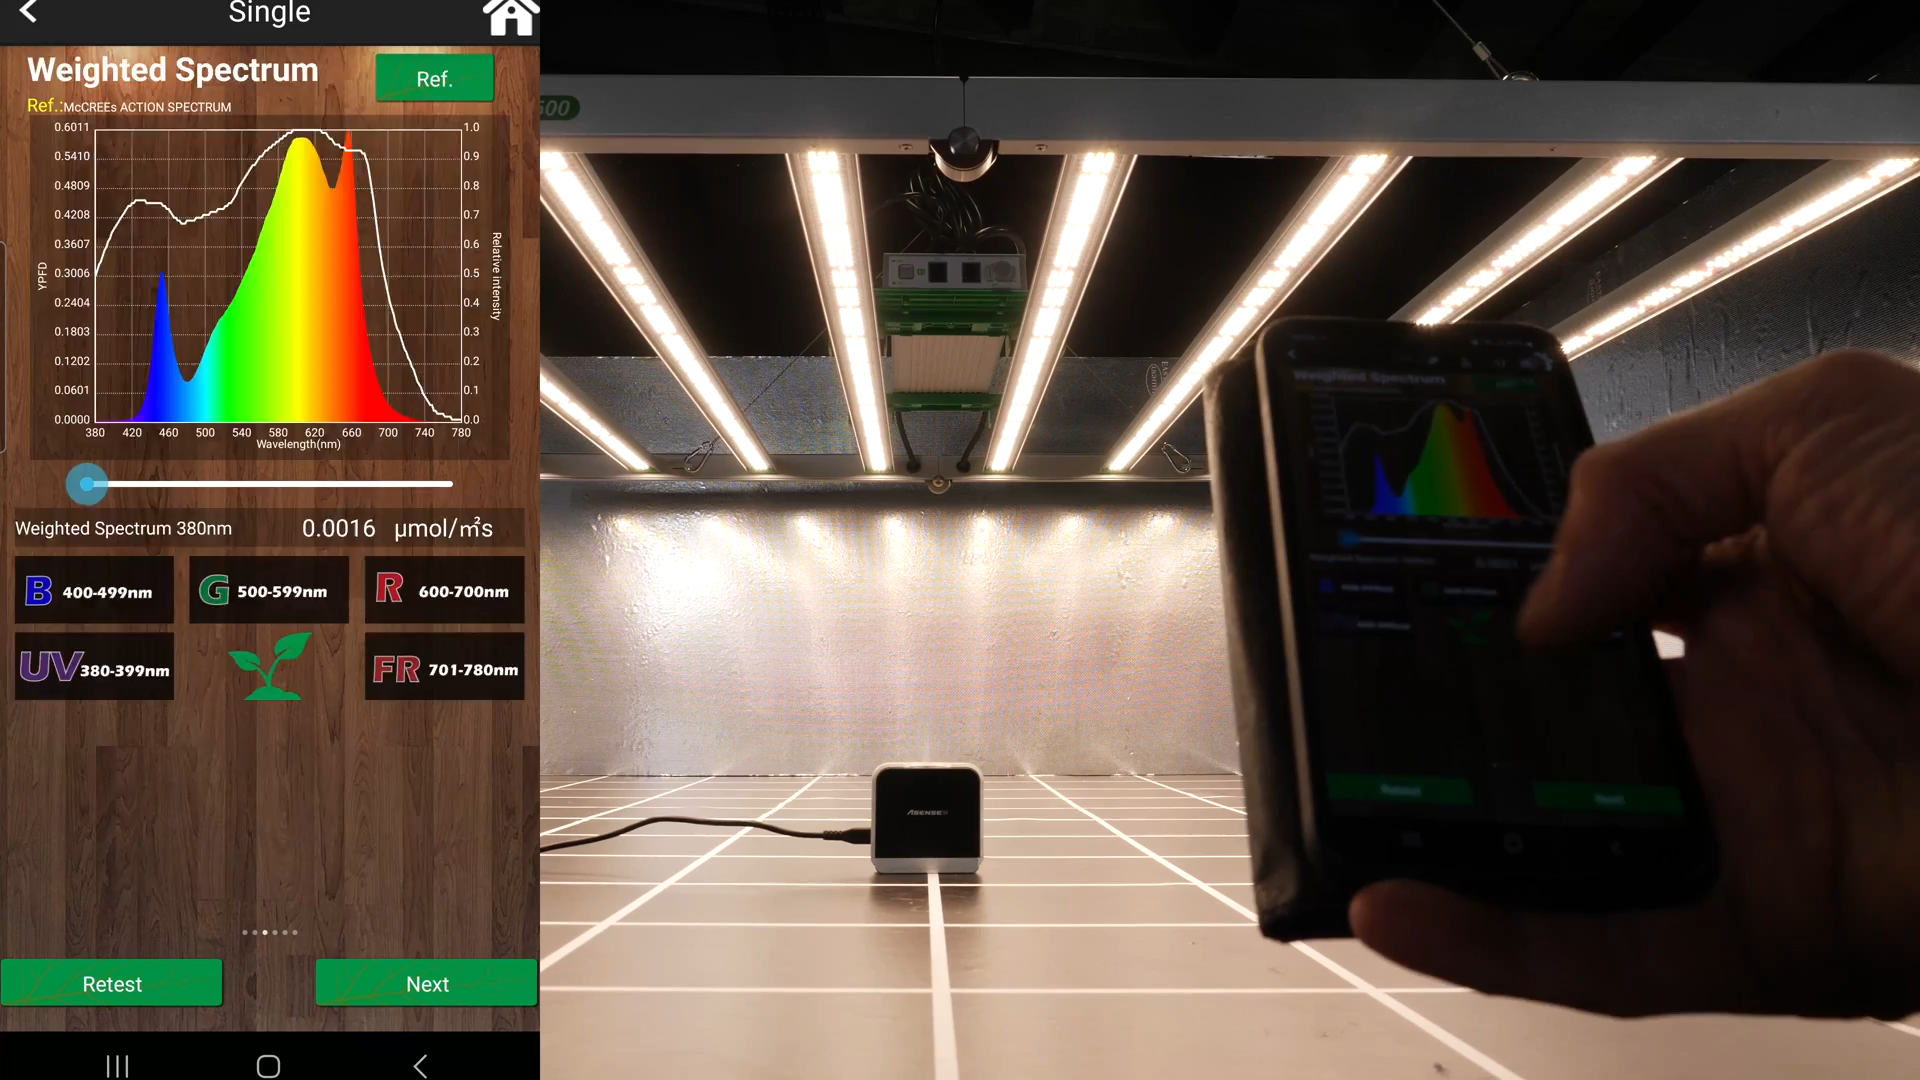 Single
Weighted Spectrum
Ref.
Ref.:McCREEs ACTION SPECTRUM
0.6011
0.5410
0.4809
0.4208
0.3607
0.3006
0.2404
0.1803
0.1202
0.0601
0.0000
YPFD
1.0
0.9
0.8
0.7
0.6
0.5
0.4
0.3
0.2
0.1
0.0
Relative intensity
380 420 460 500 540 580 620 660 700 740 780
Wavelength(nm)
Weighted Spectrum 380nm 0.0016 μmol/㎡s
B 400-499nm
G 500-599nm
R 600-700nm
UV 380-399nm
FR 701-780nm
Retest
Next
ASENSE
Weighted Spectrum
Retest
Next